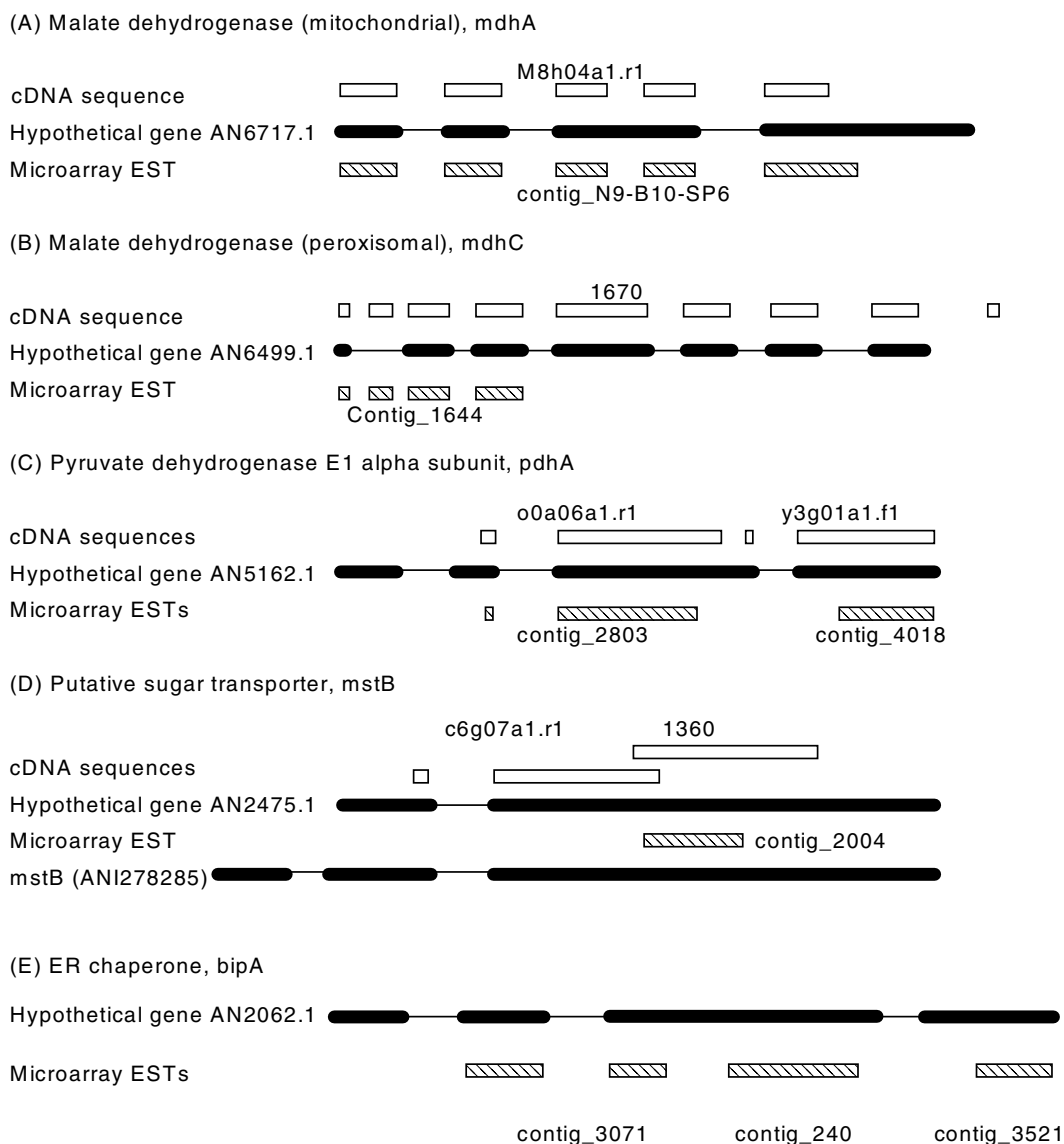 (A) Malate dehydrogenase (mitochondrial), mdhA
M8h04a1.r1
cDNA sequence
Hypothetical gene AN6717.1
Microarray EST
contig_N9-B10-SP6
(B) Malate dehydrogenase (peroxisomal), mdhC
1670
cDNA sequence
Hypothetical gene AN6499.1
Microarray EST
Contig_1644
(C) Pyruvate dehydrogenase E1 alpha subunit, pdhA
o0a06a1.r1 y3g01a1.f1
cDNA sequences
Hypothetical gene AN5162.1
Microarray ESTs
contig_2803 contig_4018
(D) Putative sugar transporter, mstB
c6g07a1.r1 1360
cDNA sequences
Hypothetical gene AN2475.1
Microarray EST contig_2004
mstB (ANI278285)
(E) ER chaperone, bipA
Hypothetical gene AN2062.1
Microarray ESTs
contig_3071 contig_240 contig_3521